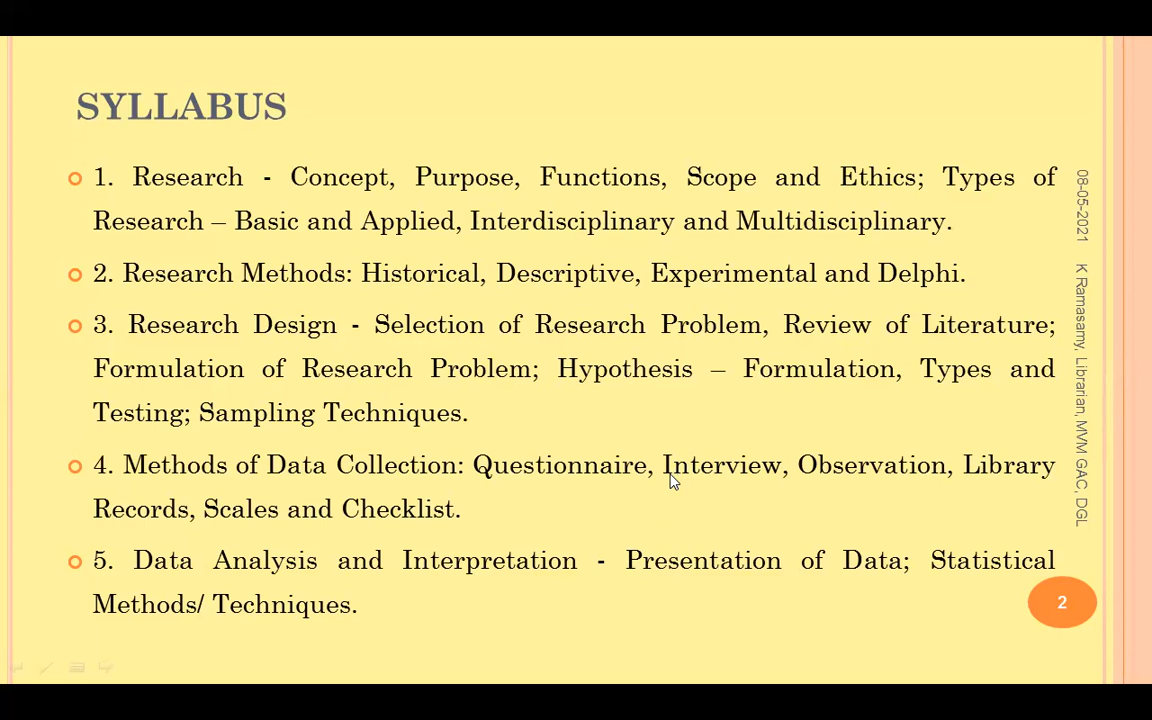 SYLLABUS
1. Research - Concept, Purpose, Functions, Scope and Ethics; Types of
Research – Basic and Applied, Interdisciplinary and Multidisciplinary.
2. Research Methods: Historical, Descriptive, Experimental and Delphi.
3. Research Design - Selection of Research Problem, Review of Literature;
Formulation of Research Problem; Hypothesis – Formulation, Types and
Testing; Sampling Techniques.
4. Methods of Data Collection: Questionnaire, Interview, Observation, Library
Records, Scales and Checklist.
5. Data Analysis and Interpretation - Presentation of Data; Statistical
Methods/ Techniques.
08-05-2021
K Ramasamy, Librarian, MVM GAC, DGL
2